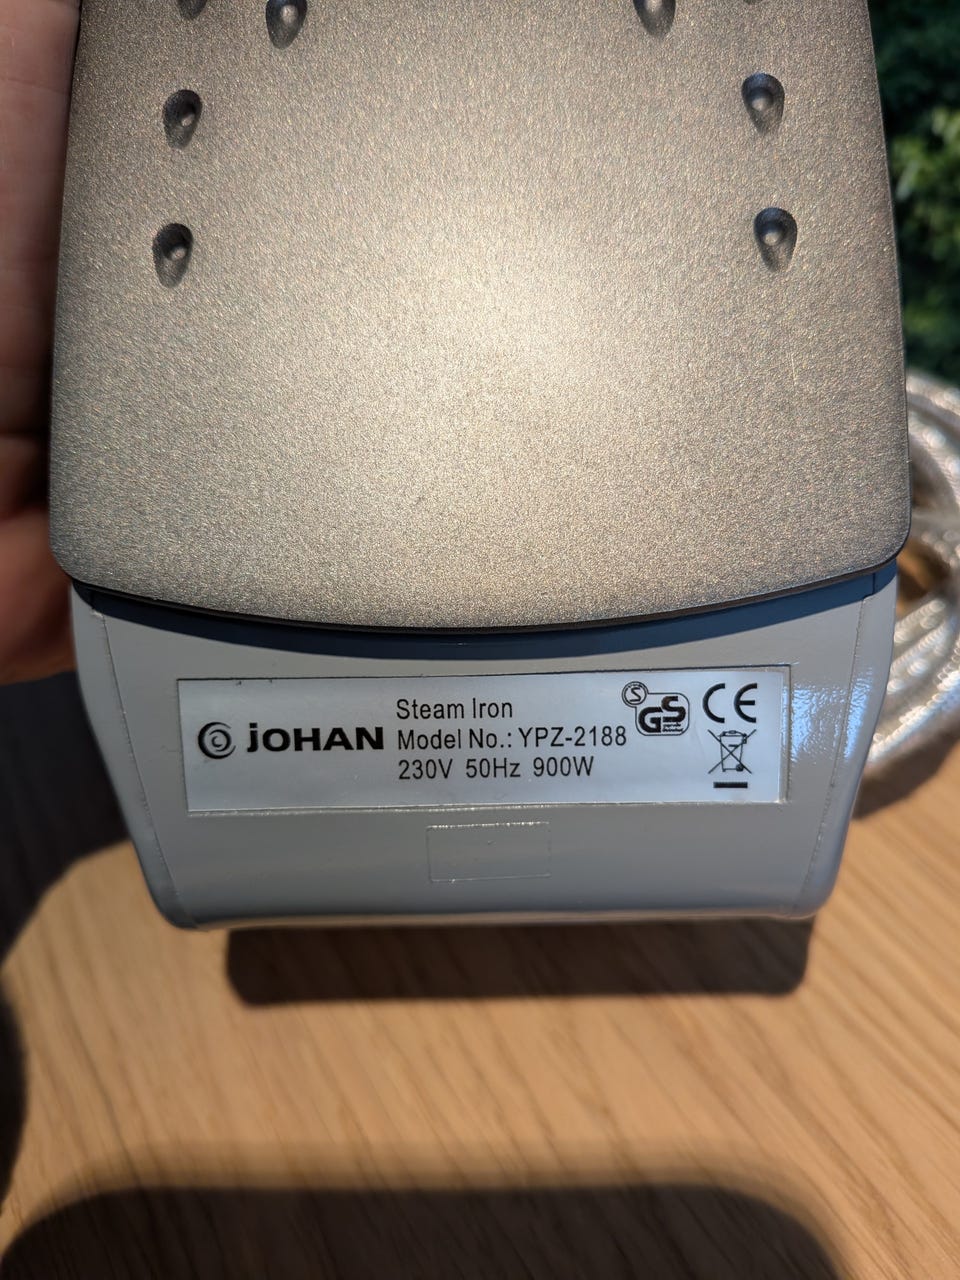 Steam Iron
jOHAN Model No.: YPZ-2188
230V 50Hz 900W
S
GS
CE